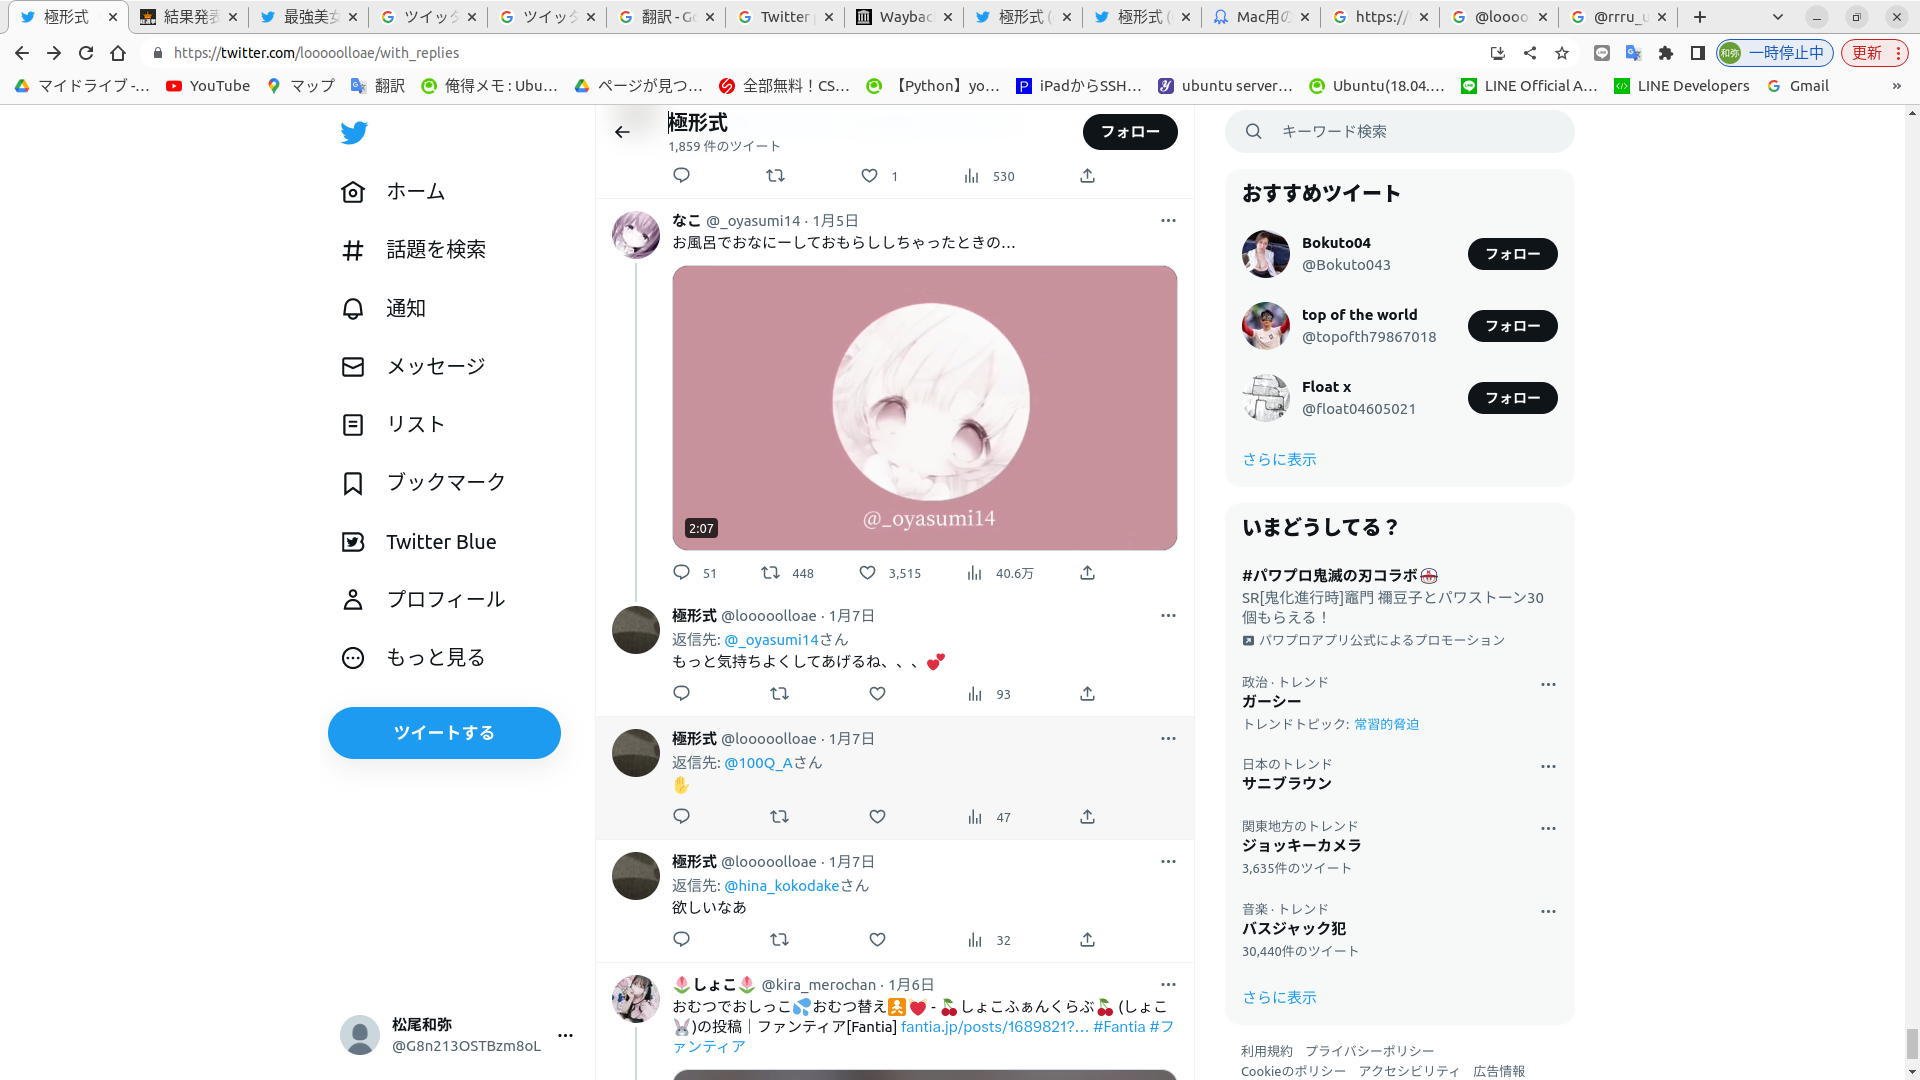 極形式
結果発表
最強美女
ツイッタ
ツイッタ
翻訳 - Go
Twitter p
Waybac
極形式 (
極形式 (
Mac用の
https://
@loooo
@rrru_u
https://twitter.com/looooolloae/with_replies
和弥 一時停止中
更新
マイドライブ -...
YouTube
マップ
翻訳
俺得メモ : Ubu...
ページが見つ...
全部無料！CS...
【Python】yo...
iPadからSSH...
ubuntu server...
Ubuntu(18.04....
LINE Official A...
LINE Developers
Gmail
»
ホーム
話題を検索
通知
メッセージ
リスト
ブックマーク
Twitter Blue
プロフィール
もっと見る
ツイートする
松尾和弥
@G8n213OSTBzm8oL
極形式
1,859 件のツイート
フォロー
1 530
なこ @_oyasumi14 · 1月5日
お風呂でおなにーしておもらししちゃったときの…
@_oyasumi14
2:07
51 448 3,515 40.6万
極形式 @looooolloae · 1月7日
返信先: @_oyasumi14さん
もっと気持ちよくしてあげるね、、、💕
93
極形式 @looooolloae · 1月7日
返信先: @100Q_Aさん
✋
47
極形式 @looooolloae · 1月7日
返信先: @hina_kokodakeさん
欲しいなあ
32
🌷しょこ🌷 @kira_merochan · 1月6日
おむつでおしっこ💦おむつ替え🚼💓 - 🍒しょこふぁんくらぶ🍒 (しょこ
🐰)の投稿｜ファンティア[Fantia] fantia.jp/posts/1689821?… #Fantia #フ
ァンティア
キーワード検索
おすすめツイート
Bokuto04
@Bokuto043
フォロー
top of the world
@topofth79867018
フォロー
Float x
@float04605021
フォロー
さらに表示
いまどうしてる？
#パワプロ鬼滅の刃コラボ
SR[鬼化進行時]竈門 禰豆子とパワストーン30
個もらえる！
パワプロアプリ公式によるプロモーション
政治 · トレンド
ガーシー
トレンドトピック: 常習的脅迫
日本のトレンド
サニブラウン
関東地方のトレンド
ジョッキーカメラ
3,635件のツイート
音楽 · トレンド
バスジャック犯
30,440件のツイート
さらに表示
利用規約 プライバシーポリシー
Cookieのポリシー アクセシビリティ 広告情報